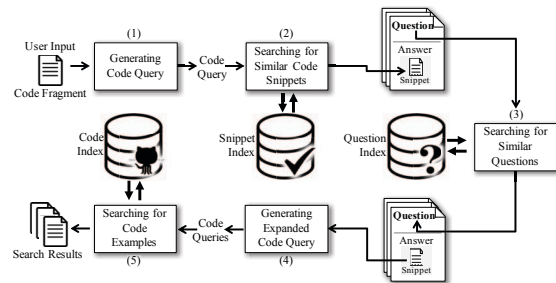 (1)
(2)
User Input
Code Fragment
Generating
Code Query
Code
Query
Searching for
Similar Code
Snippets
Question
Answer
Snippet
(3)
Searching for
Similar
Questions
Code
Index
Snippet
Index
Question
Index
?
Search Results
Searching for
Code
Examples
(5)
Code
Queries
Generating
Expanded
Code Query
(4)
Question
Answer
Snippet